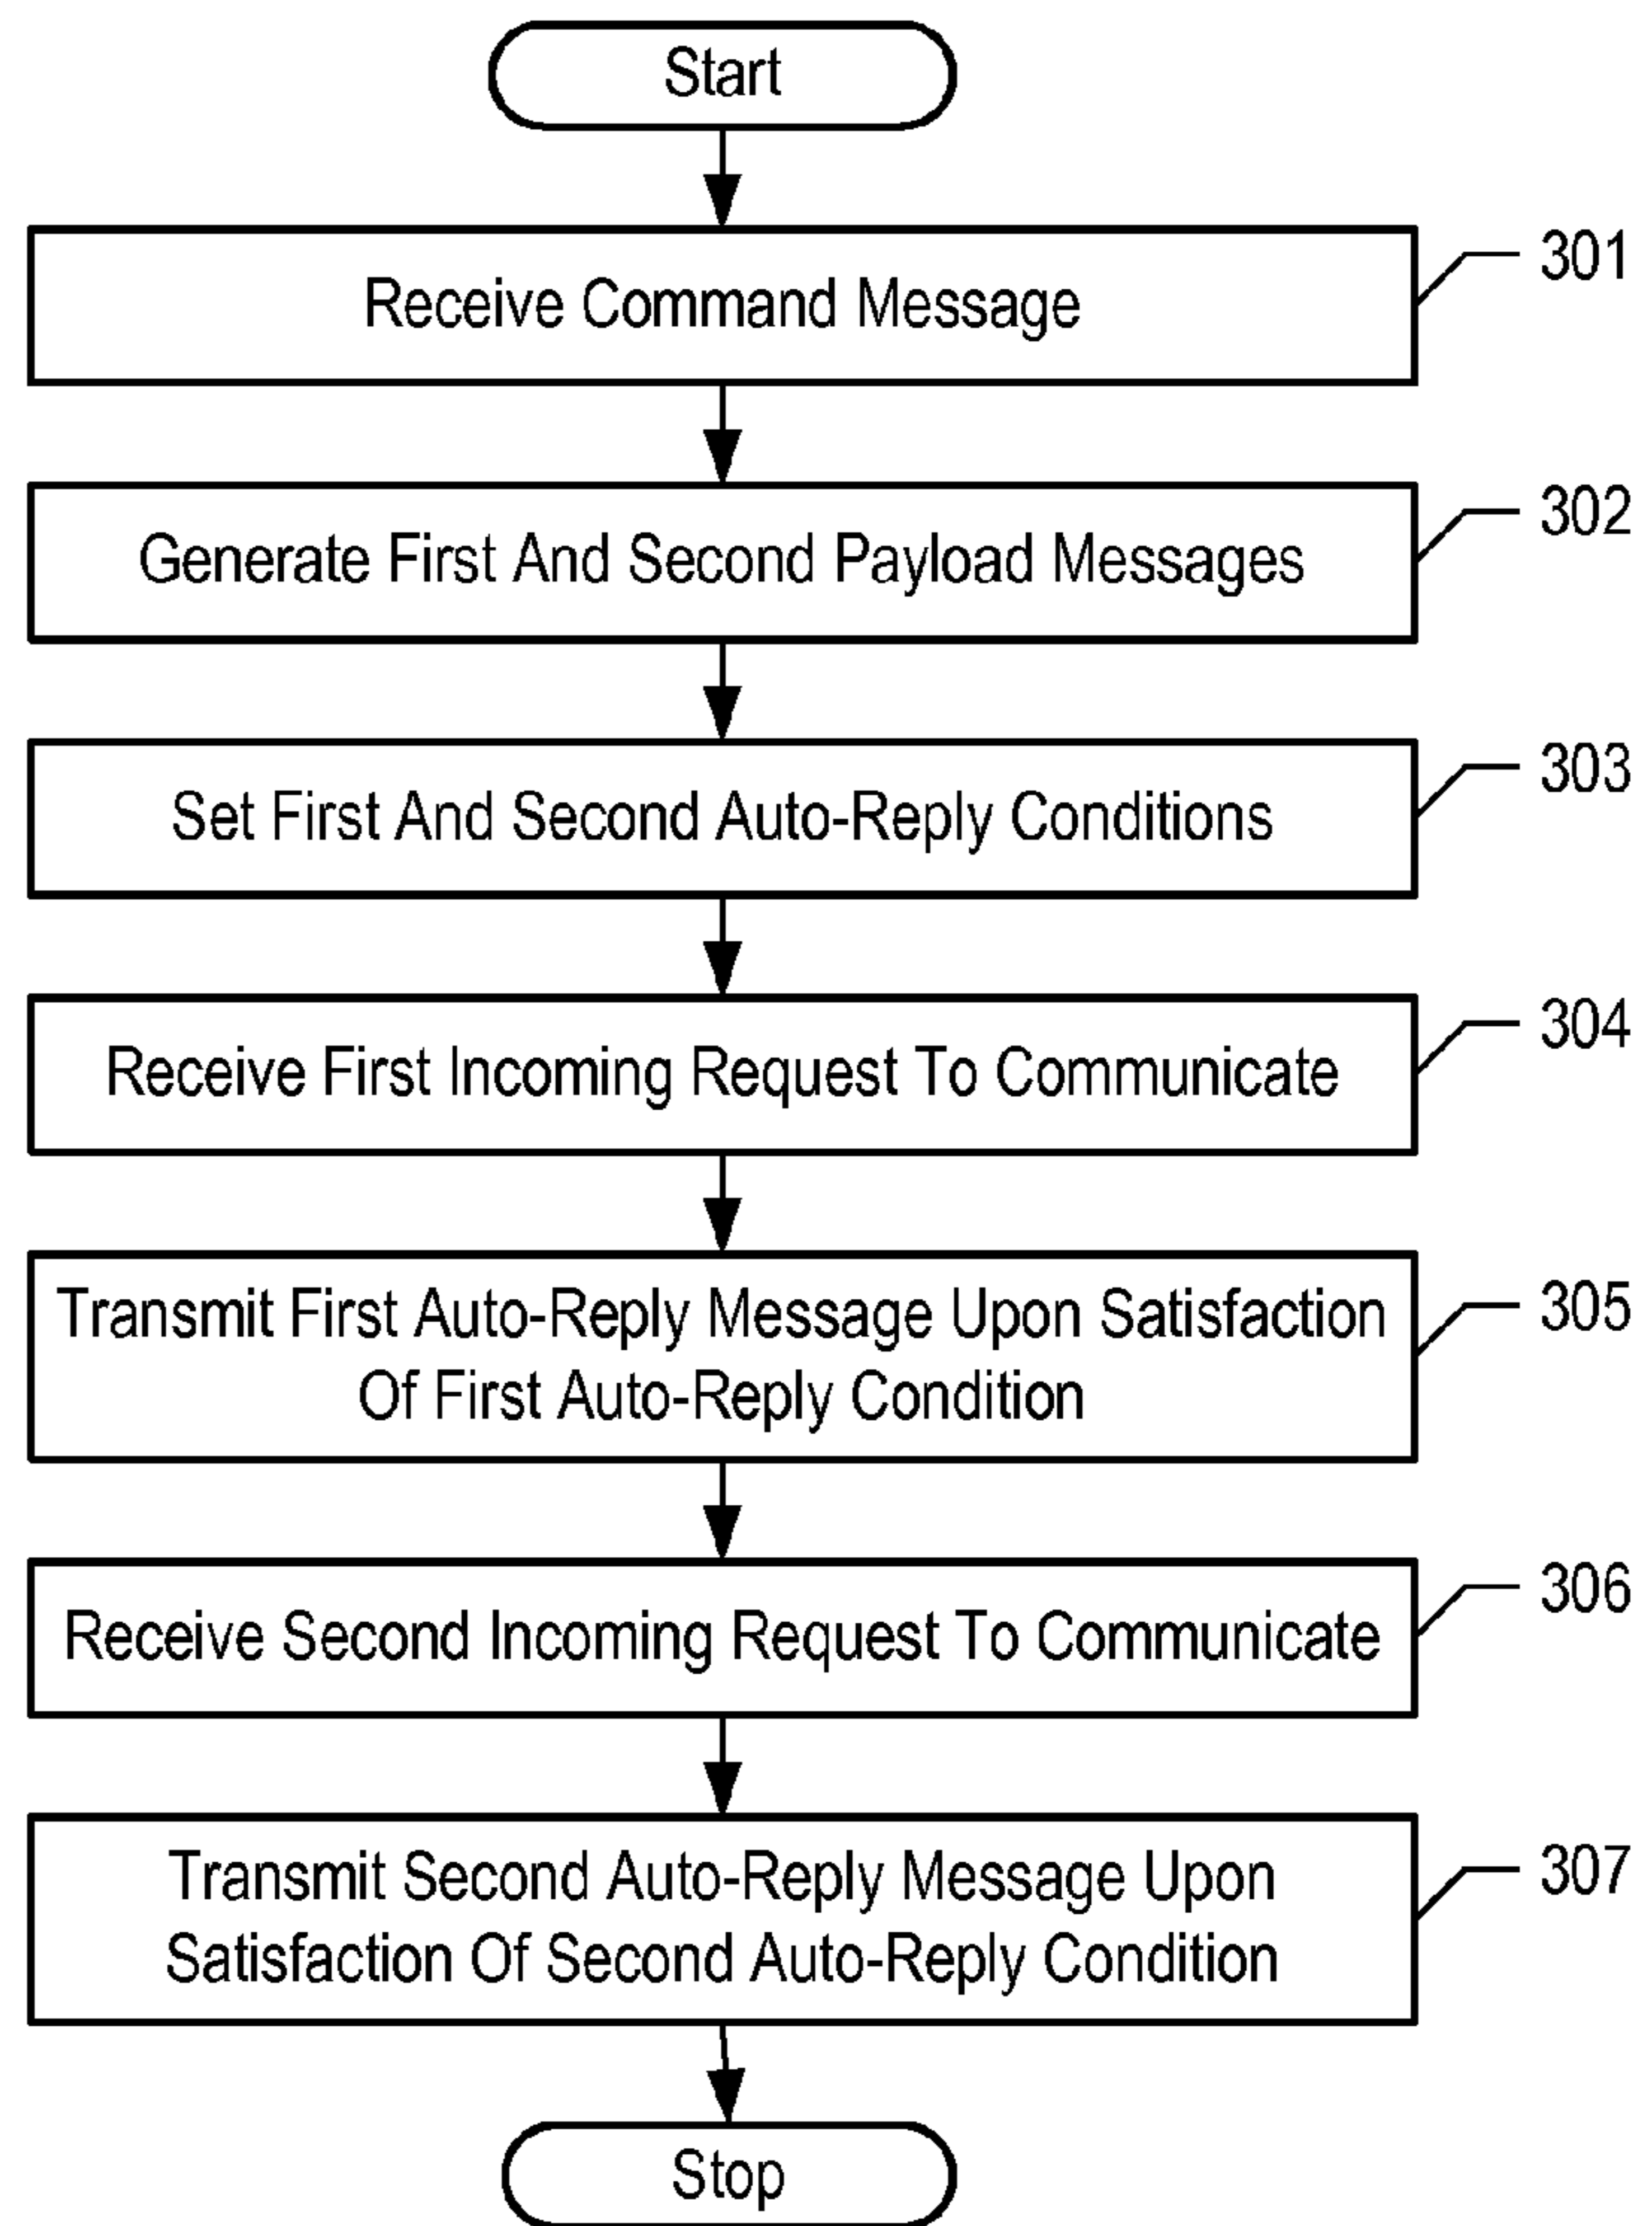 Start
Receive Command Message
301
Generate First And Second Payload Messages
302
Set First And Second Auto-Reply Conditions
303
Receive First Incoming Request To Communicate
304
Transmit First Auto-Reply Message Upon Satisfaction
Of First Auto-Reply Condition
305
Receive Second Incoming Request To Communicate
306
Transmit Second Auto-Reply Message Upon
Satisfaction Of Second Auto-Reply Condition
307
Stop